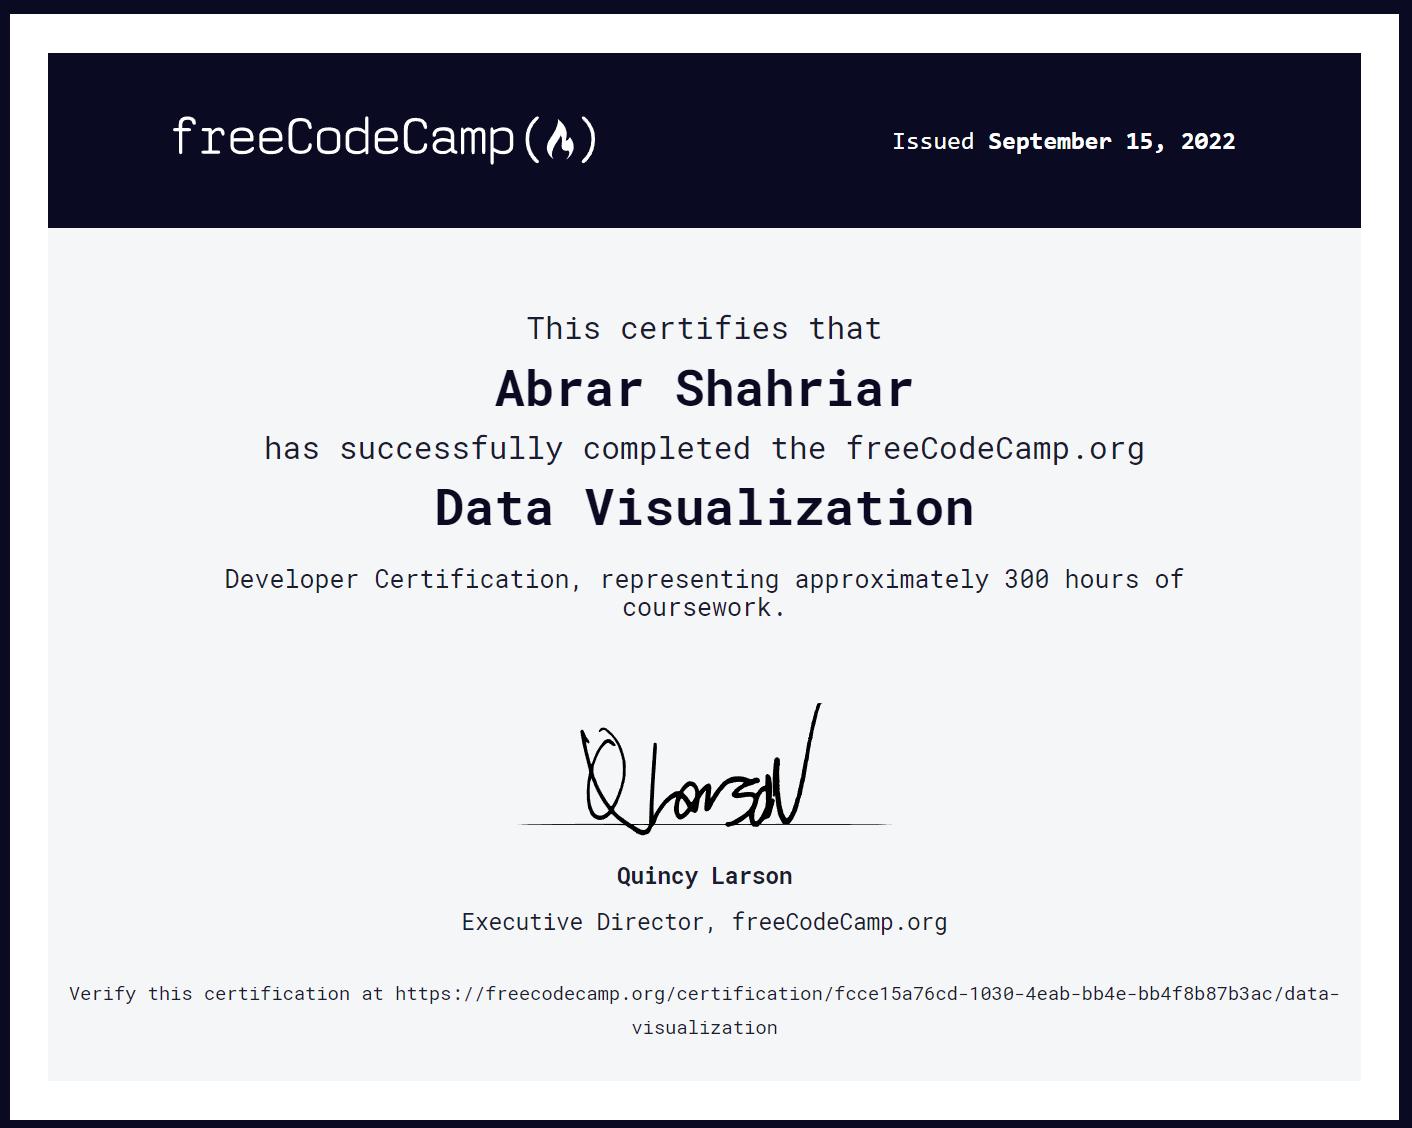 freeCodeCamp(🔥)
Issued September 15, 2022
This certifies that
Abrar Shahriar
has successfully completed the freeCodeCamp.org
Data Visualization
Developer Certification, representing approximately 300 hours of
coursework.
QLarson
Quincy Larson
Executive Director, freeCodeCamp.org
Verify this certification at https://freecodecamp.org/certification/fcce15a76cd-1030-4eab-bb4e-bb4f8b87b3ac/data-
visualization